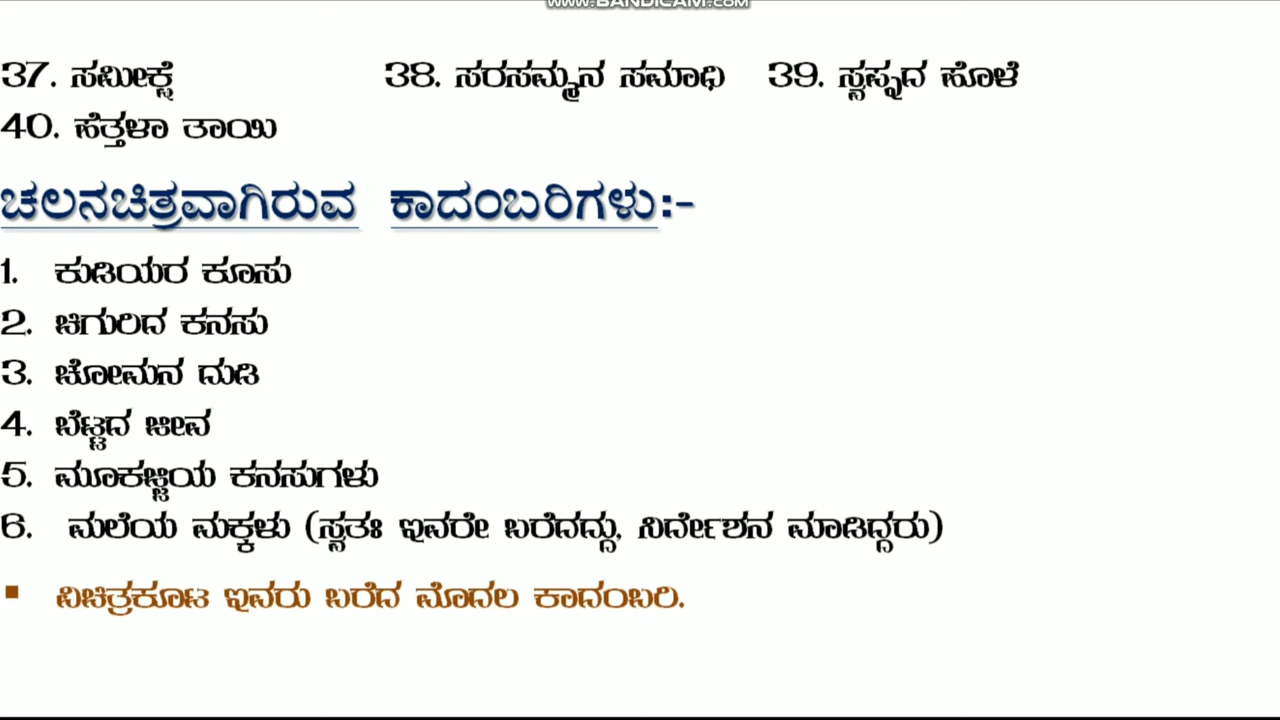 WWW.BANDICAM.COM
37. ಸಮೀಕ್ಷೆ 38. ಸರಸಮ್ಮನ ಸಮಾಧಿ 39. ಸ್ವಪ್ನದ ಹೊಳೆ
40. ಹೆತ್ತಳಾ ತಾಯಿ
ಚಲನಚಿತ್ರವಾಗಿರುವ ಕಾದಂಬರಿಗಳು:-
1. ಕುಡಿಯರ ಕೂಸು
2. ಚಿಗುರಿದ ಕನಸು
3. ಚೋಮನ ದುಡಿ
4. ಬೆಟ್ಟದ ಜೀವ
5. ಮೂಕಜ್ಜಿಯ ಕನಸುಗಳು
6. ಮಲೆಯ ಮಕ್ಕಳು (ಸ್ವತಃ ಇವರೇ ಬರೆದದ್ದು, ನಿರ್ದೇಶನ ಮಾಡಿದ್ದರು)
▪ ವಿಚಿತ್ರಕೂಟ ಇವರು ಬರೆದ ಮೊದಲ ಕಾದಂಬರಿ.